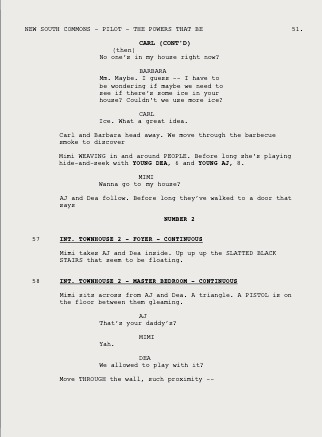 NEW SOUTH COMMONS - PILOT - THE POWERS THAT BE 51.
CARL (CONT'D)
(then)
No one's in my house right now?
BARBARA
Mm. Maybe. I guess -- I have to
be wondering if maybe we need to
see if there's some ice in your
house? Couldn't we use more ice?
CARL
Ice. What a great idea.
Carl and Barbara head away. We move through the barbecue
smoke to discover
Mimi WEAVING in and around PEOPLE. Before long she's playing
hide-and-seek with YOUNG DEA, 6 and YOUNG AJ, 8.
MIMI
Wanna go to my house?
AJ and Dea follow. Before long they've walked to a door that
says
NUMBER 2
57 INT. TOWNHOUSE 2 - FOYER - CONTINUOUS
Mimi takes AJ and Dea inside. Up up up the SLATTED BLACK
STAIRS that seem to be floating.
58 INT. TOWNHOUSE 2 - MASTER BEDROOM - CONTINUOUS
Mimi sits across from AJ and Dea. A triangle. A PISTOL is on
the floor between them gleaming.
AJ
That's your daddy's?
MIMI
Yah.
DEA
We allowed to play with it?
Move THROUGH the wall, such proximity --